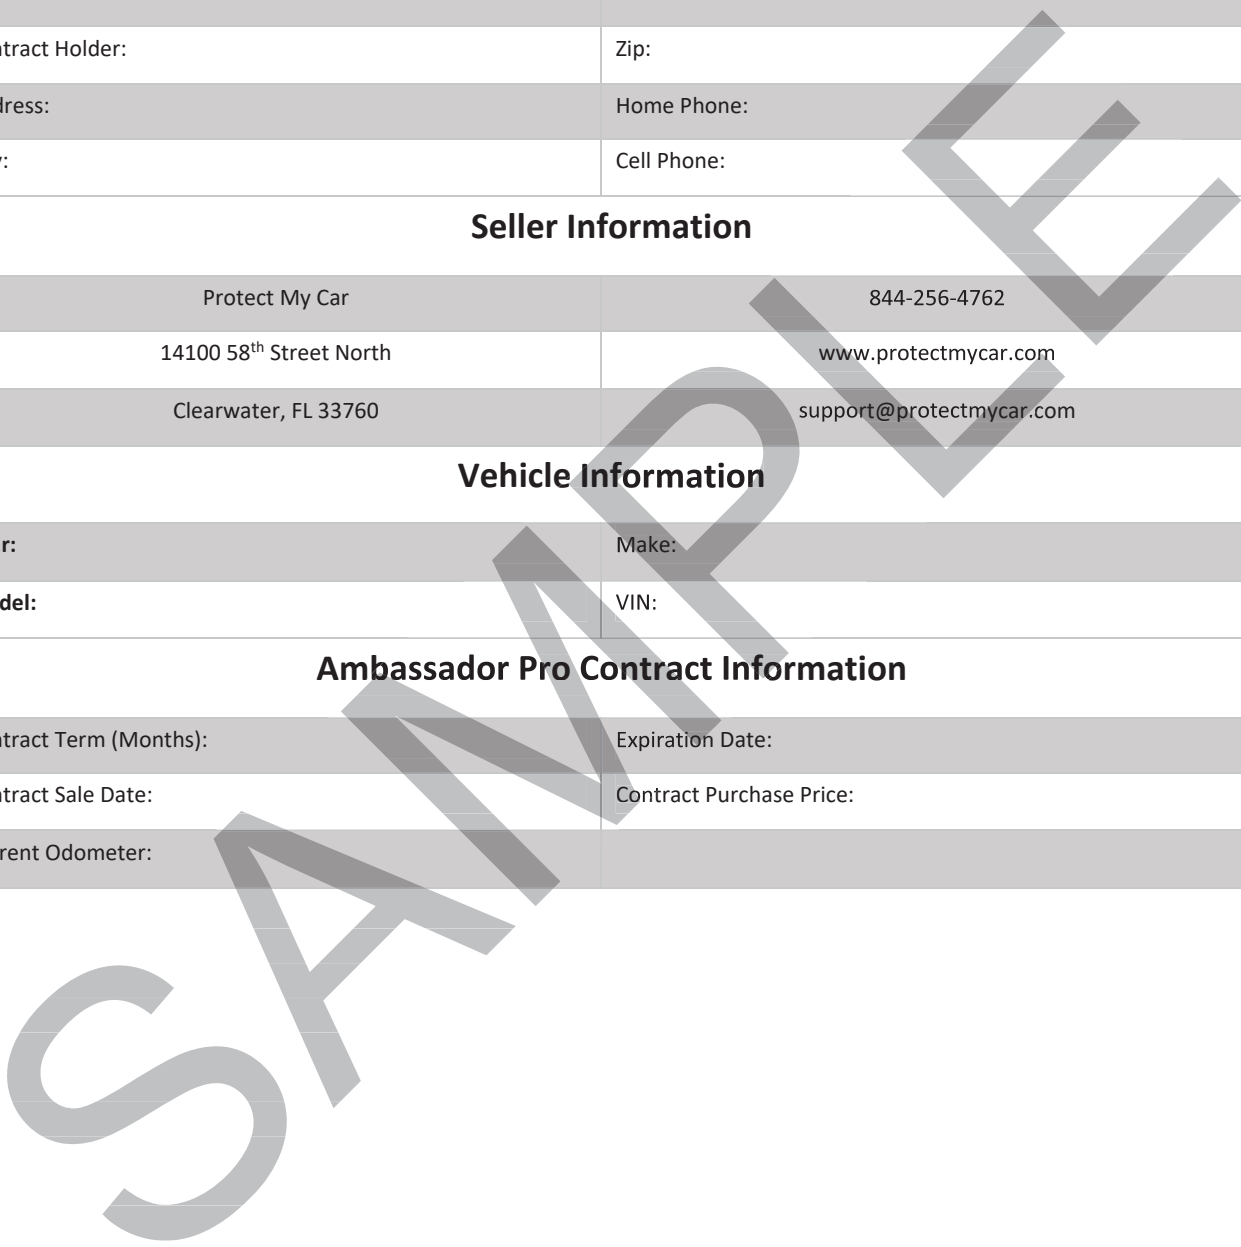 ntract Holder: Zip:
dress: Home Phone:
y: Cell Phone:
Seller Information
Protect My Car 844-256-4762
14100 58th Street North www.protectmycar.com
Clearwater, FL 33760 support@protectmycar.com
Vehicle Information
r: Make:
del: VIN:
Ambassador Pro Contract Information
ntract Term (Months): Expiration Date:
ntract Sale Date: Contract Purchase Price:
rent Odometer:
SAMPLE